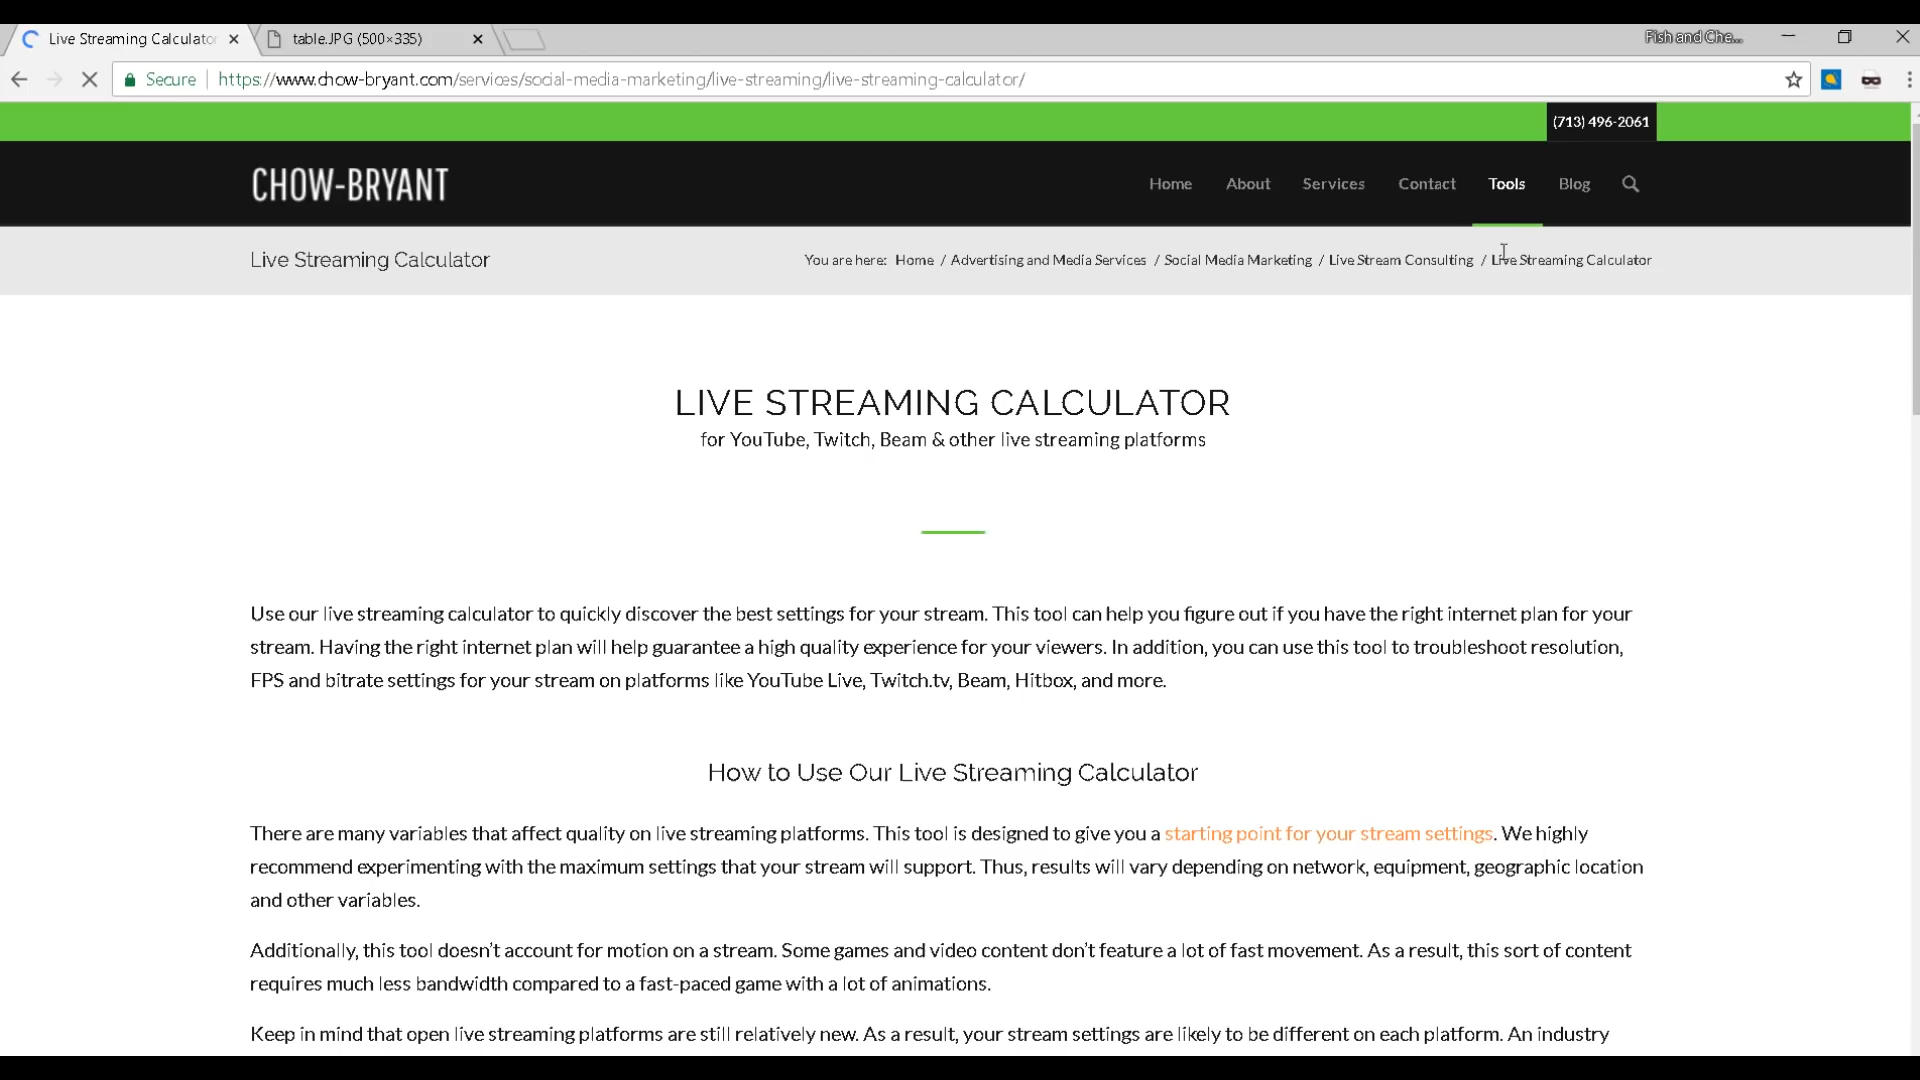 Live Streaming Calculator
table.JPG (500×335)
Fish and Che...
Secure
https://www.chow-bryant.com/services/social-media-marketing/live-streaming/live-streaming-calculator/
(713) 496-2061
CHOW-BRYANT
Home About Services Contact Tools Blog
Live Streaming Calculator
You are here: Home / Advertising and Media Services / Social Media Marketing / Live Stream Consulting / Live Streaming Calculator
LIVE STREAMING CALCULATOR
for YouTube, Twitch, Beam & other live streaming platforms
Use our live streaming calculator to quickly discover the best settings for your stream. This tool can help you figure out if you have the right internet plan for your
stream. Having the right internet plan will help guarantee a high quality experience for your viewers. In addition, you can use this tool to troubleshoot resolution,
FPS and bitrate settings for your stream on platforms like YouTube Live, Twitch.tv, Beam, Hitbox, and more.
How to Use Our Live Streaming Calculator
There are many variables that affect quality on live streaming platforms. This tool is designed to give you a starting point for your stream settings. We highly
recommend experimenting with the maximum settings that your stream will support. Thus, results will vary depending on network, equipment, geographic location
and other variables.
Additionally, this tool doesn’t account for motion on a stream. Some games and video content don’t feature a lot of fast movement. As a result, this sort of content
requires much less bandwidth compared to a fast-paced game with a lot of animations.
Keep in mind that open live streaming platforms are still relatively new. As a result, your stream settings are likely to be different on each platform. An industry